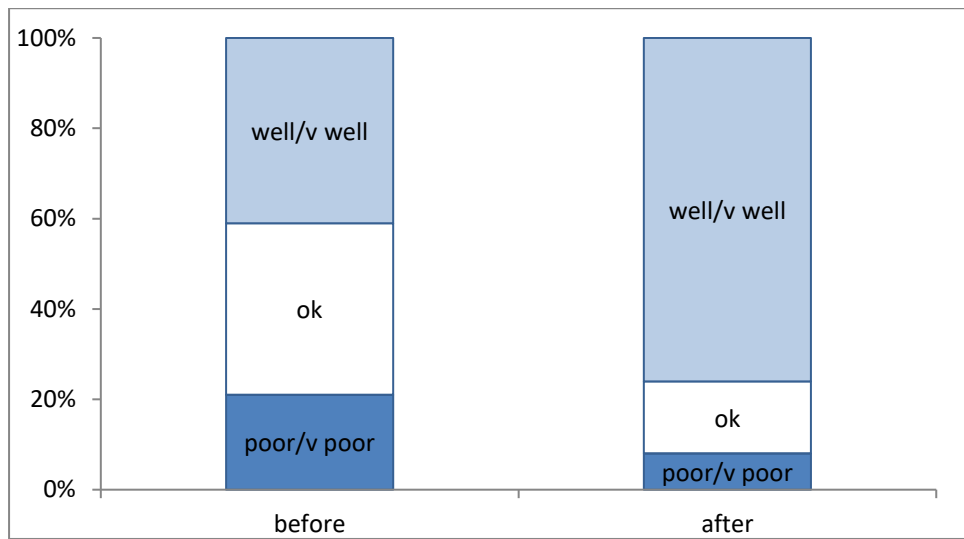 100%
80%
60%
40%
20%
0%
well/v well
ok
poor/v poor
well/v well
ok
poor/v poor
before
after